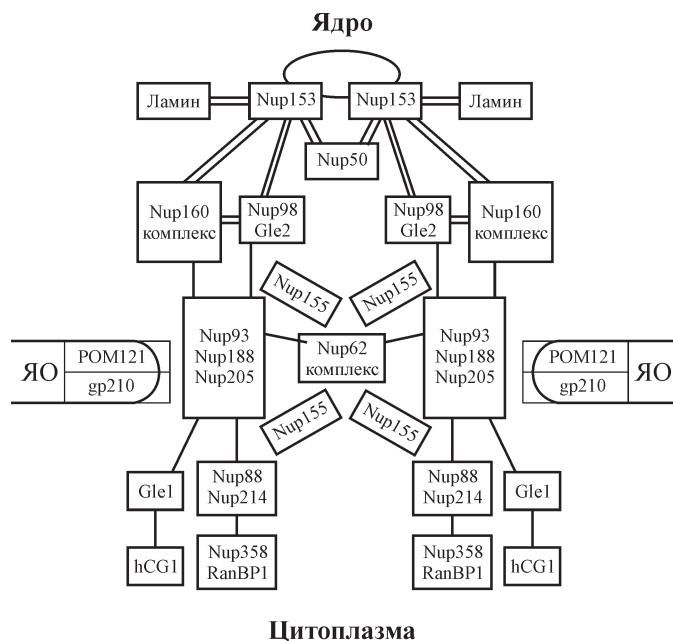 Ядро
Ламин
Nup153
Nup153
Ламин
Nup50
Nup160
комплекс
Nup98
Gle2
Nup98
Gle2
Nup160
комплекс
Nup155
Nup155
Nup93
Nup188
Nup205
Nup62
комплекс
Nup93
Nup188
Nup205
ЯО
POM121
gp210
POM121
gp210
ЯО
Nup155
Nup155
Gle1
Nup88
Nup214
Nup88
Nup214
Gle1
hCG1
Nup358
RanBP1
Nup358
RanBP1
hCG1
Цитоплазма